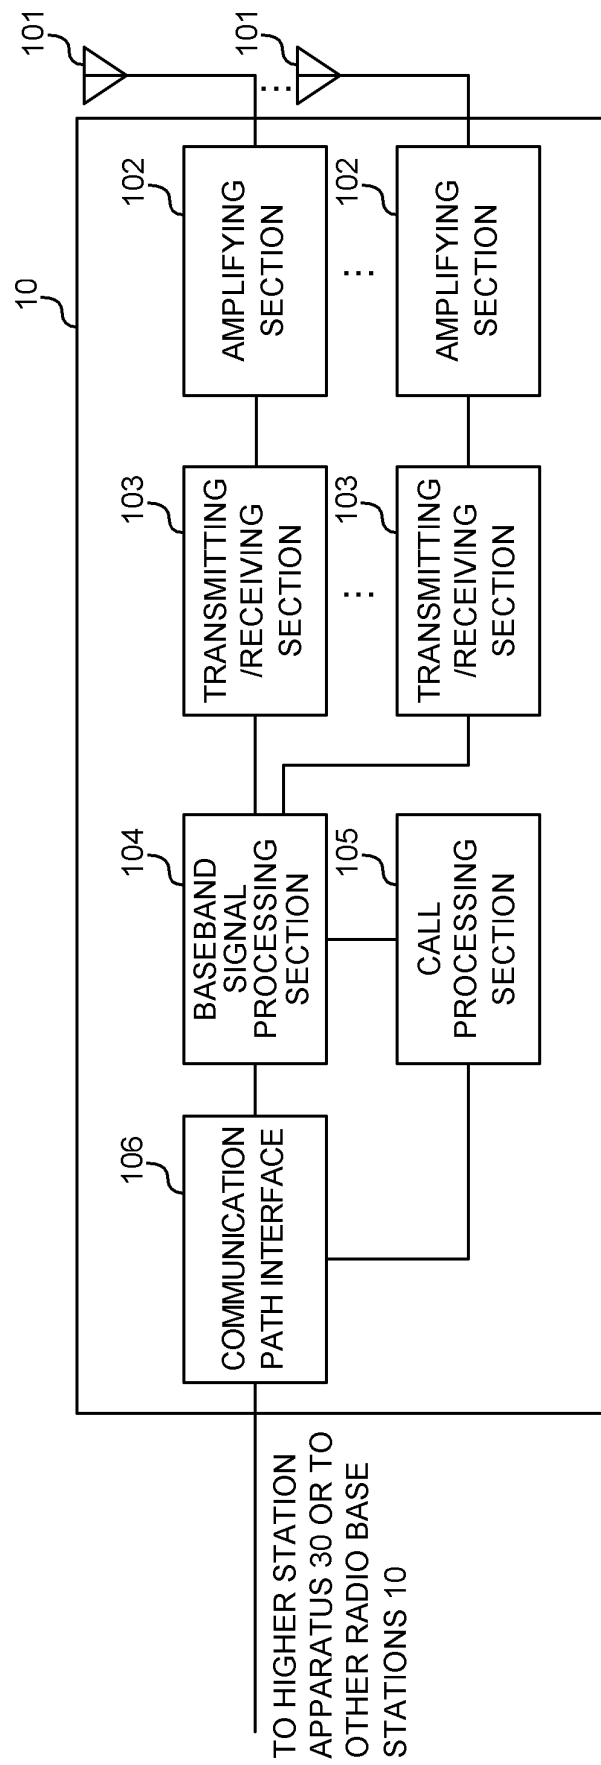 10
101
101
102
AMPLIFYING
SECTION
102
AMPLIFYING
SECTION
...
103
TRANSMITTING
/RECEIVING
SECTION
103
TRANSMITTING
/RECEIVING
SECTION
...
...
104
BASEBAND
SIGNAL
PROCESSING
SECTION
105
CALL
PROCESSING
SECTION
106
COMMUNICATION
PATH INTERFACE
TO HIGHER STATION
APPARATUS 30 OR TO
OTHER RADIO BASE
STATIONS 10